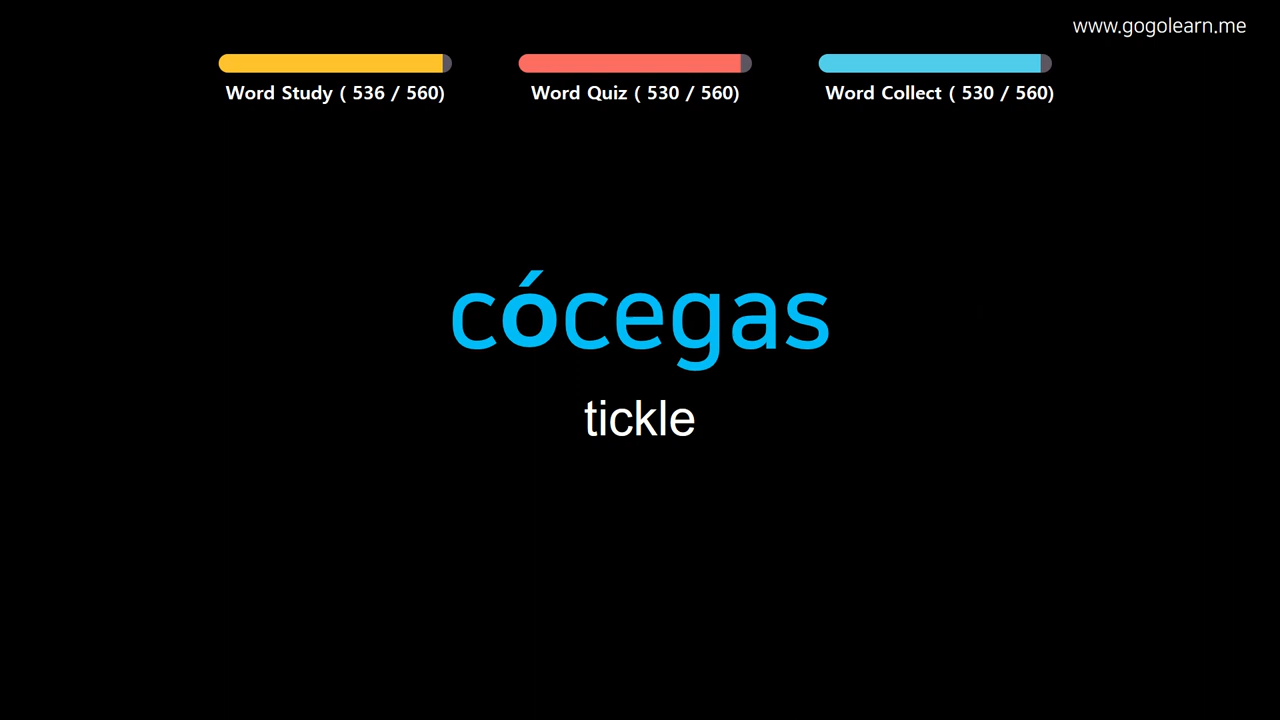 www.gogolearn.me
Word Study ( 536 / 560)
Word Quiz ( 530 / 560)
Word Collect ( 530 / 560)
cócegas
tickle